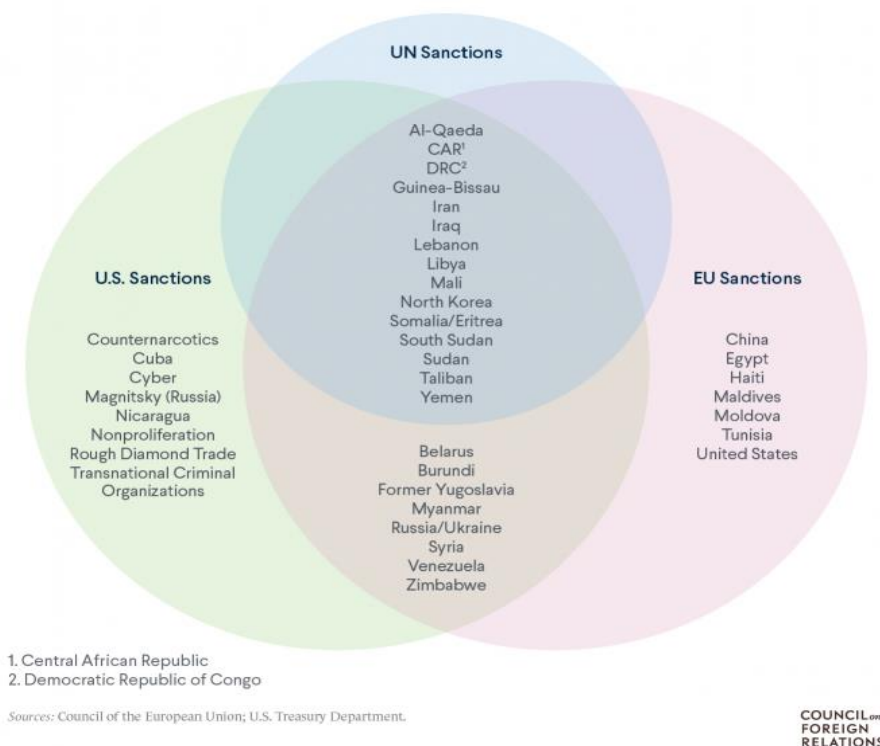 UN Sanctions
Al-Qaeda
CAR¹
DRC²
Guinea-Bissau
Iran
Iraq
Lebanon
Libya
Mali
North Korea
Somalia/Eritrea
South Sudan
Sudan
Taliban
Yemen
U.S. Sanctions
Counternarcotics
Cuba
Cyber
Magnitsky (Russia)
Nicaragua
Nonproliferation
Rough Diamond Trade
Transnational Criminal
Organizations
EU Sanctions
China
Egypt
Haiti
Maldives
Moldova
Tunisia
United States
Belarus
Burundi
Former Yugoslavia
Myanmar
Russia/Ukraine
Syria
Venezuela
Zimbabwe
1. Central African Republic
2. Democratic Republic of Congo
Sources: Council of the European Union; U.S. Treasury Department.
COUNCIL on
FOREIGN
RELATIONS